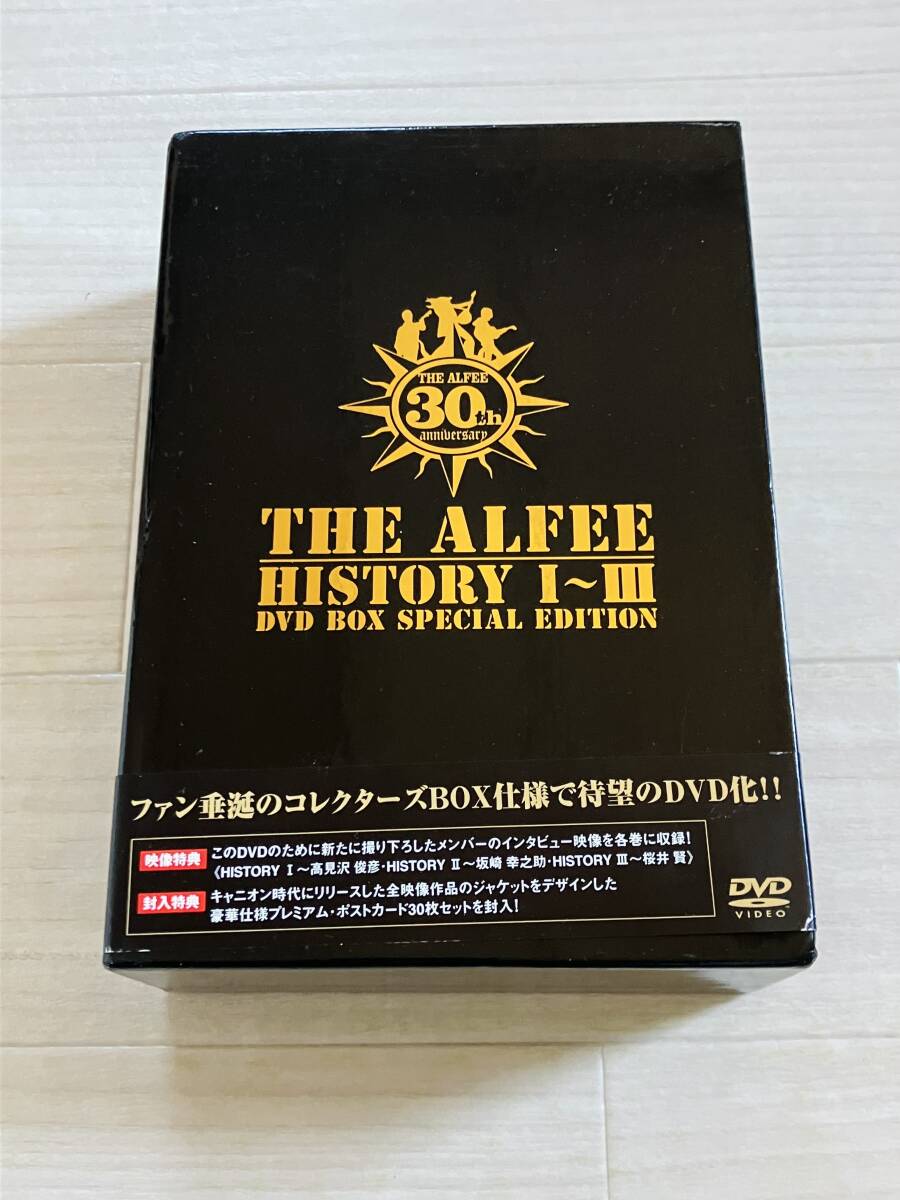 THE ALFEE
30th
anniversary
THE ALFEE
HISTORY I~III
DVD BOX SPECIAL EDITION
ファン垂涎のコレクターズBOX仕様で待望のDVD化!!
映像特典 このDVDのために新たに撮り下ろしたメンバーのインタビュー映像を各巻に収録!
《HISTORY Ⅰ～高見沢 俊彦・HISTORY Ⅱ～坂崎 幸之助・HISTORY Ⅲ～桜井 賢》
封入特典 キャニオン時代にリリースした全映像作品のジャケットをデザインした
豪華仕様プレミアム・ポストカード30枚セットを封入!
DVD
VIDEO